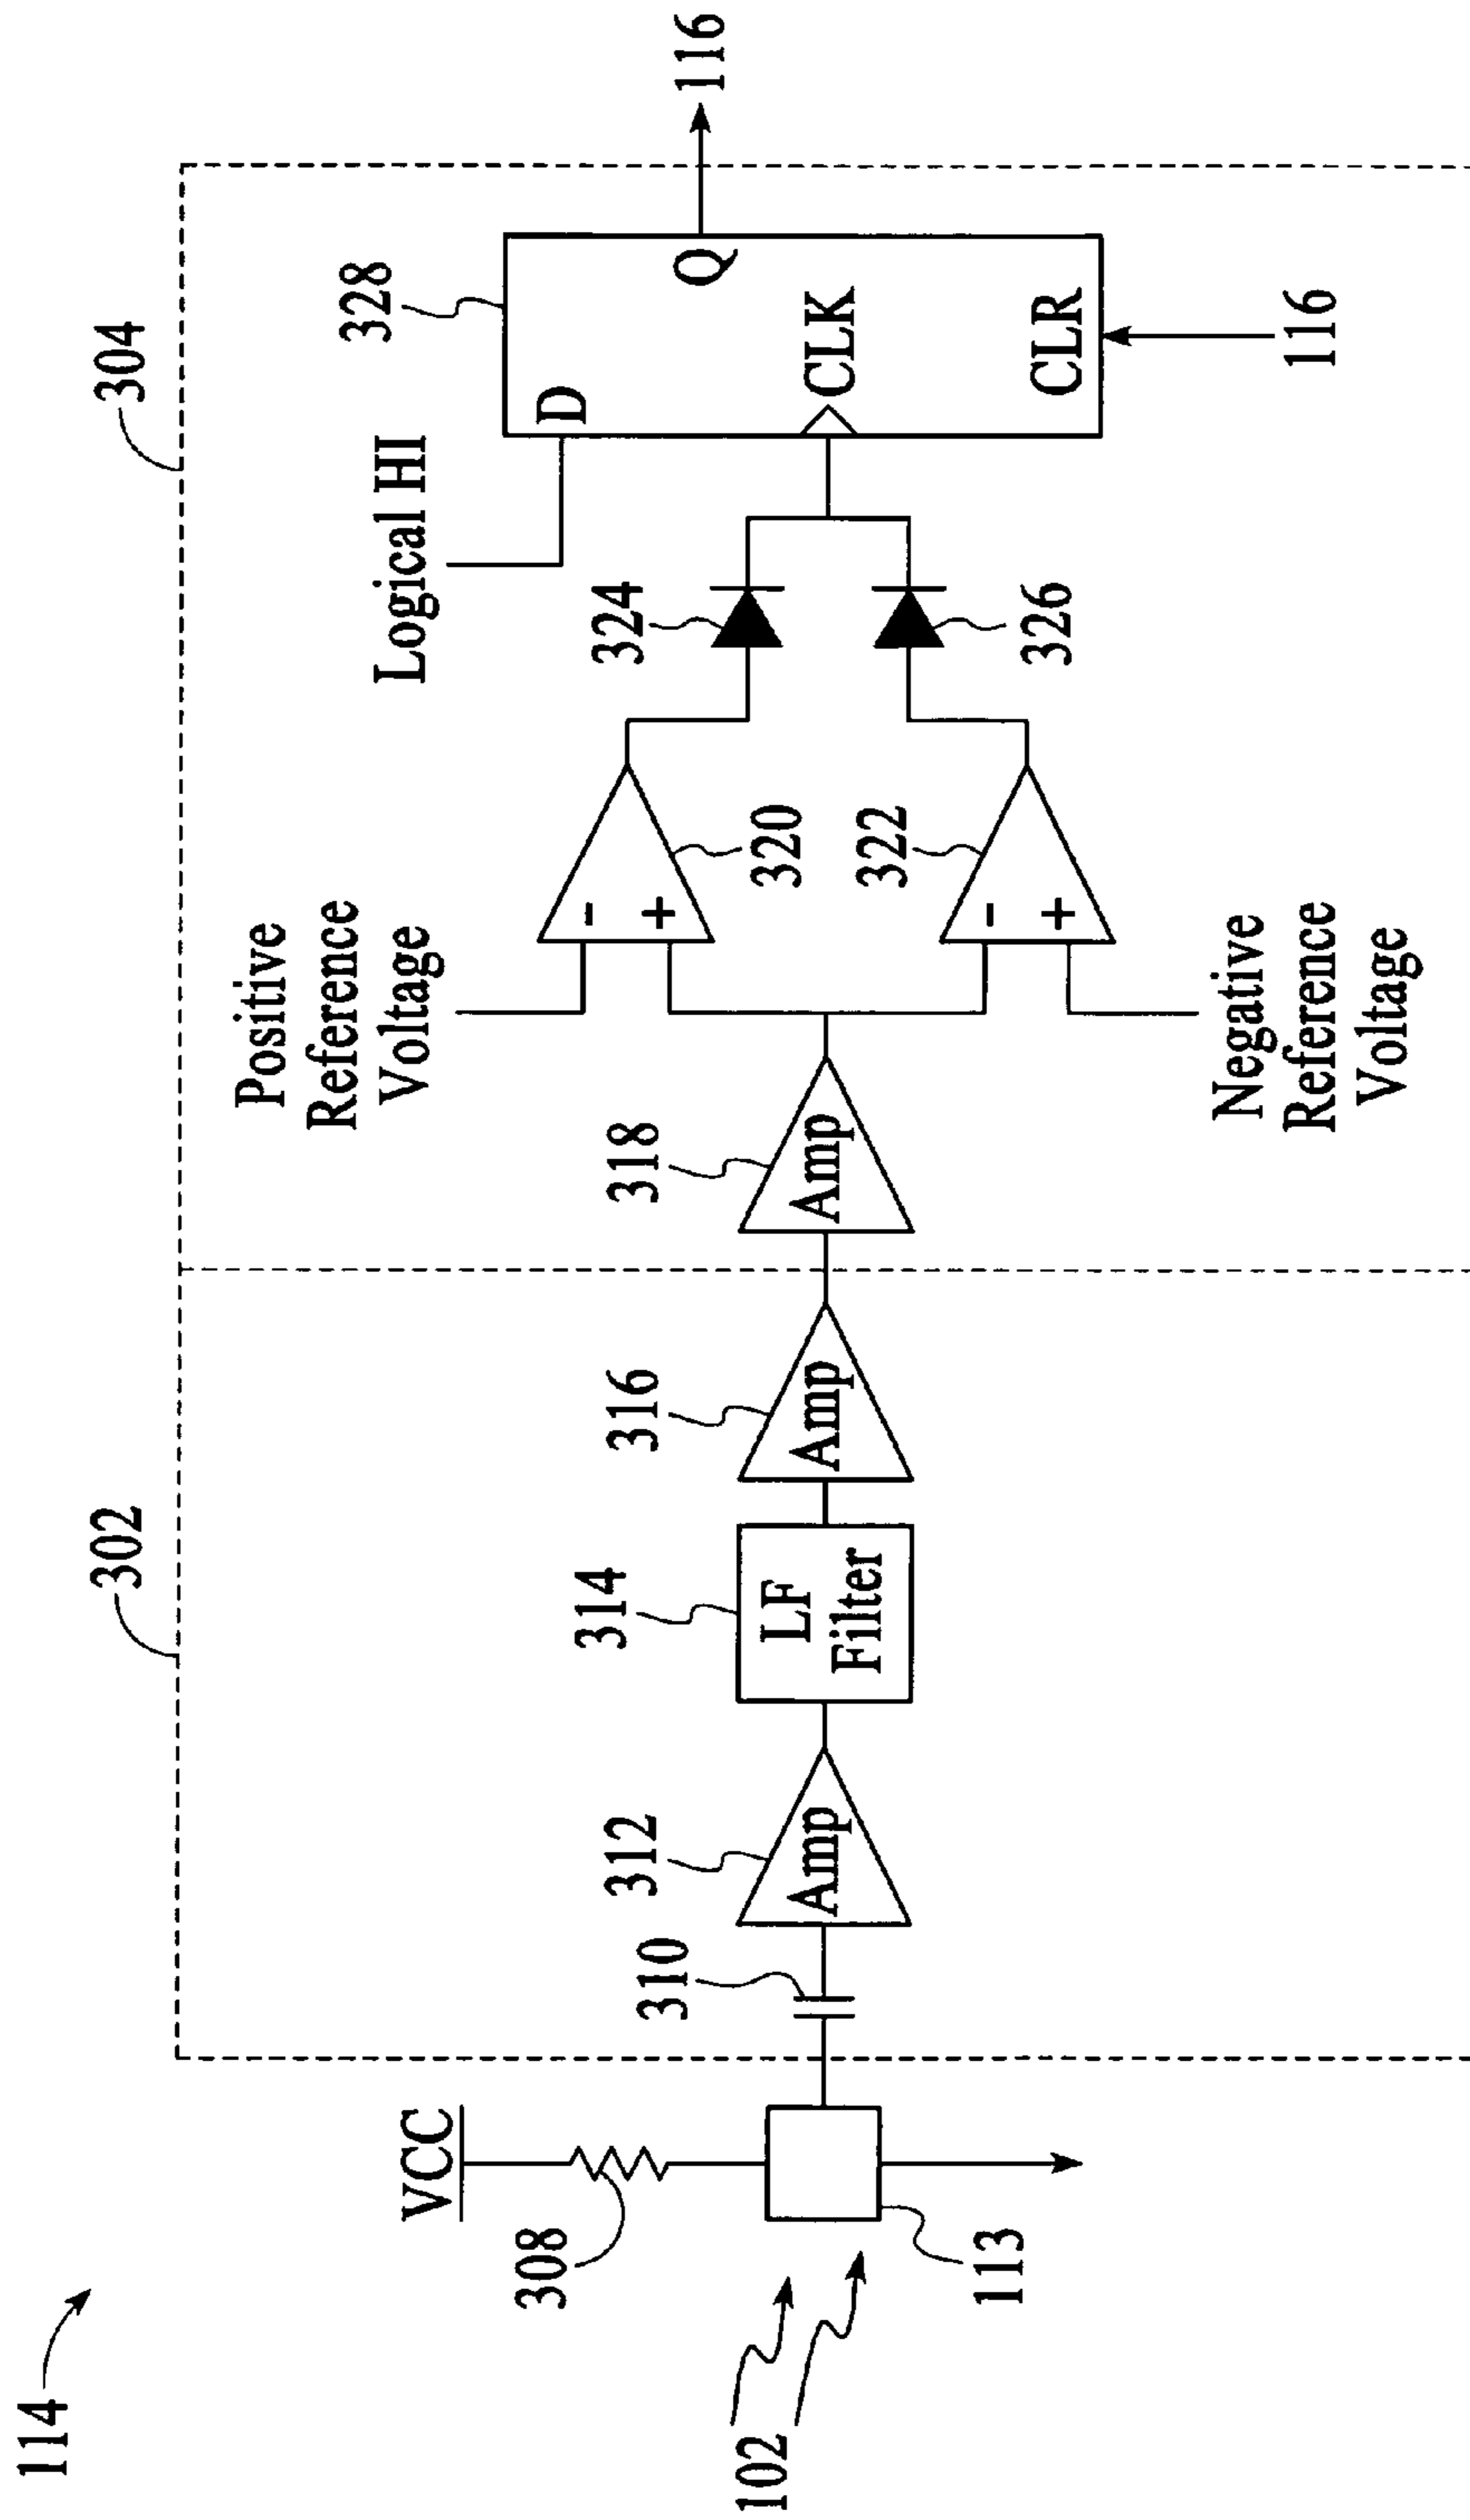 114
302
304
VCC
308
102
113
310
312
Amp
314
LF
Filter
316
Amp
318
Amp
Positive
Reference
Voltage
-
+
320
322
-
+
Negative
Reference
Voltage
Logical HI
324
326
328
D
Q
CLK
CLR
116
116